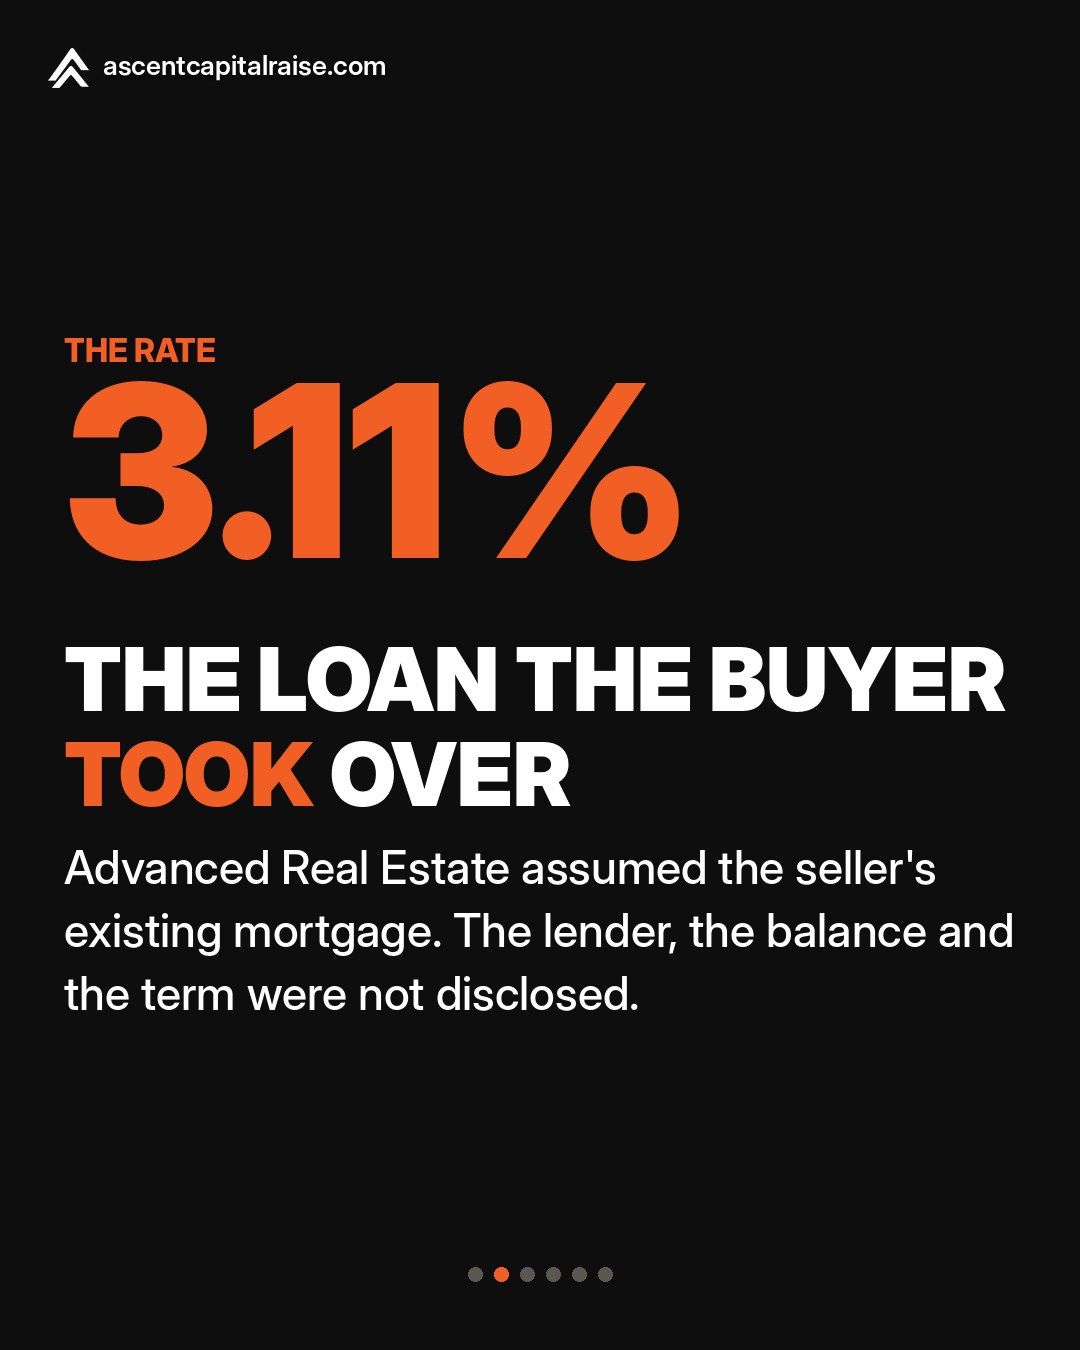 ascentcapitalraise.com
THE RATE
3.11%
THE LOAN THE BUYER
TOOK OVER
Advanced Real Estate assumed the seller's
existing mortgage. The lender, the balance and
the term were not disclosed.